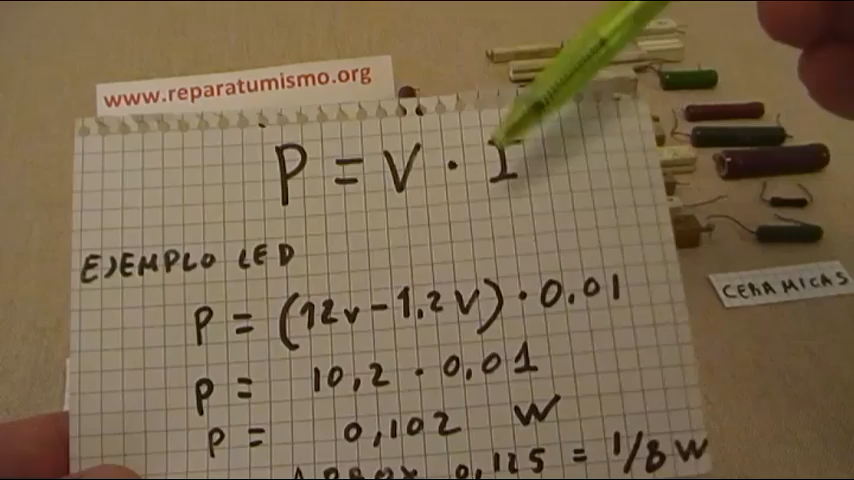 www.reparatumismo.org
P = V · I
EJEMPLO LED
P = (12v - 1.2V) · 0.01
P = 10,2 · 0,01
P = 0,102 W
APROX 0,125 = 1/8 W
CERAMICAS